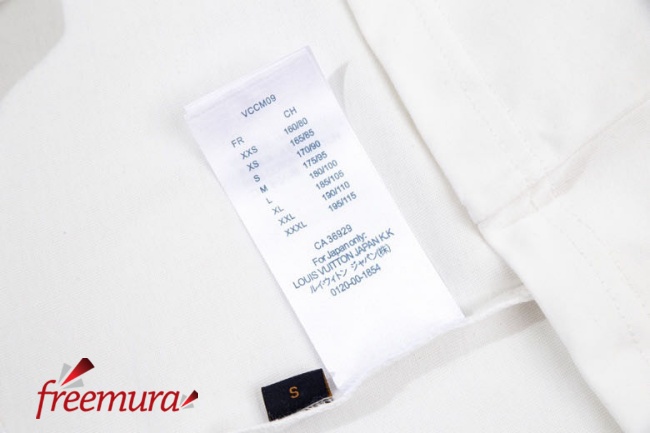 VCCM09
FR CH
XXS 160/80
XS 165/85
S 170/90
M 175/95
L 180/100
XL 185/105
XXL 190/110
XXXL 195/115
CA 36929
For Japan only:
LOUIS VUITTON JAPAN K.K
ルイ・ヴィトン ジャパン(株)
0120-00-1854
S
freemura